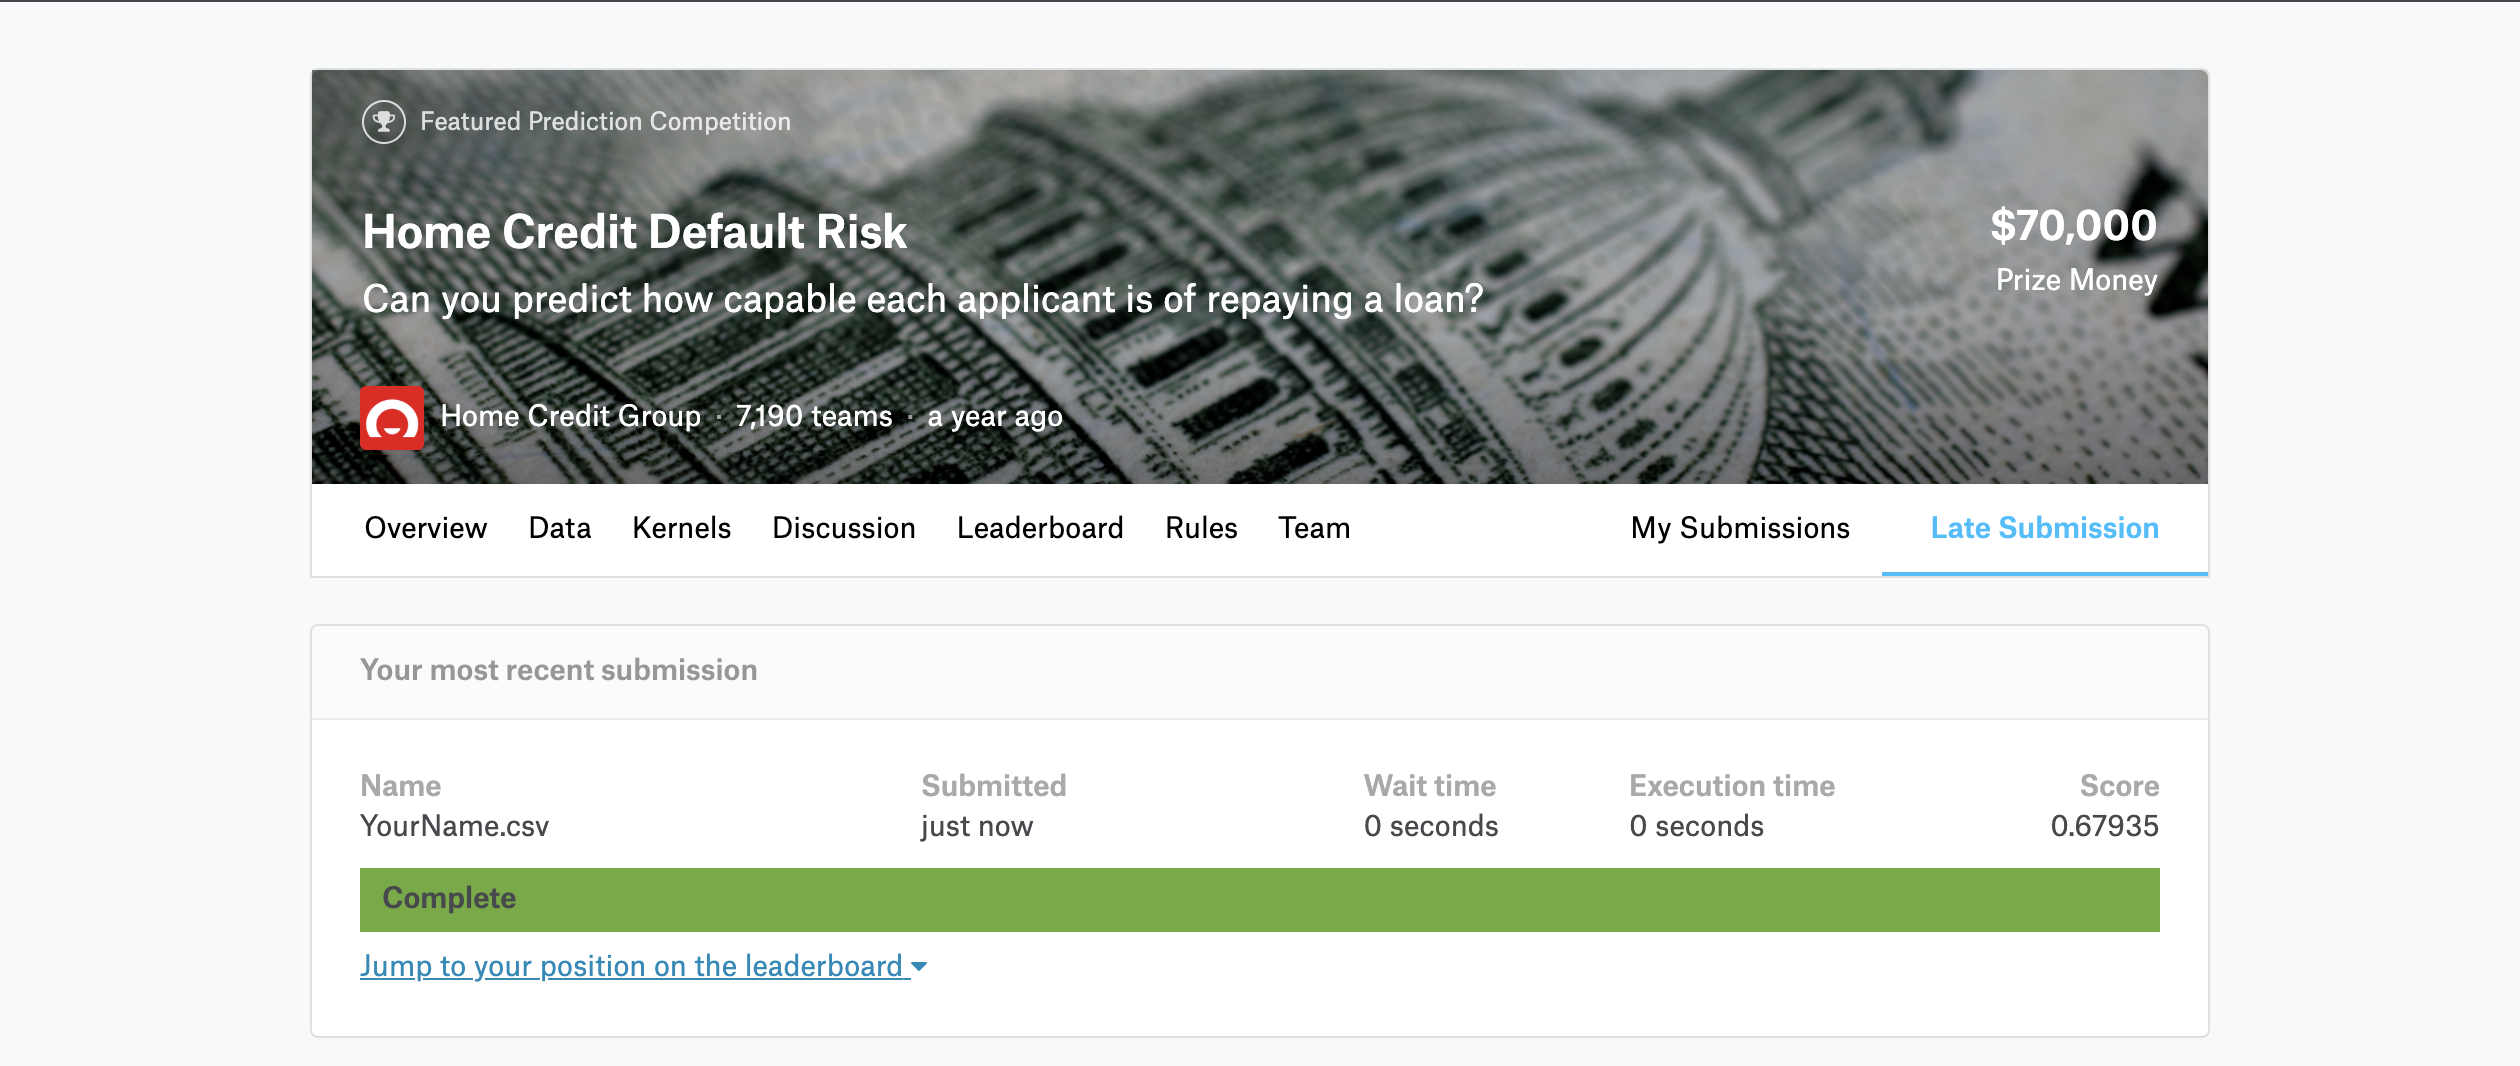 Featured Prediction Competition
Home Credit Default Risk
$70,000
Can you predict how capable each applicant is of repaying a loan?
Prize Money
Home Credit Group · 7,190 teams · a year ago
Overview Data Kernels Discussion Leaderboard Rules Team My Submissions Late Submission
Your most recent submission
Name Submitted Wait time Execution time Score
YourName.csv just now 0 seconds 0 seconds 0.67935
Complete
Jump to your position on the leaderboard